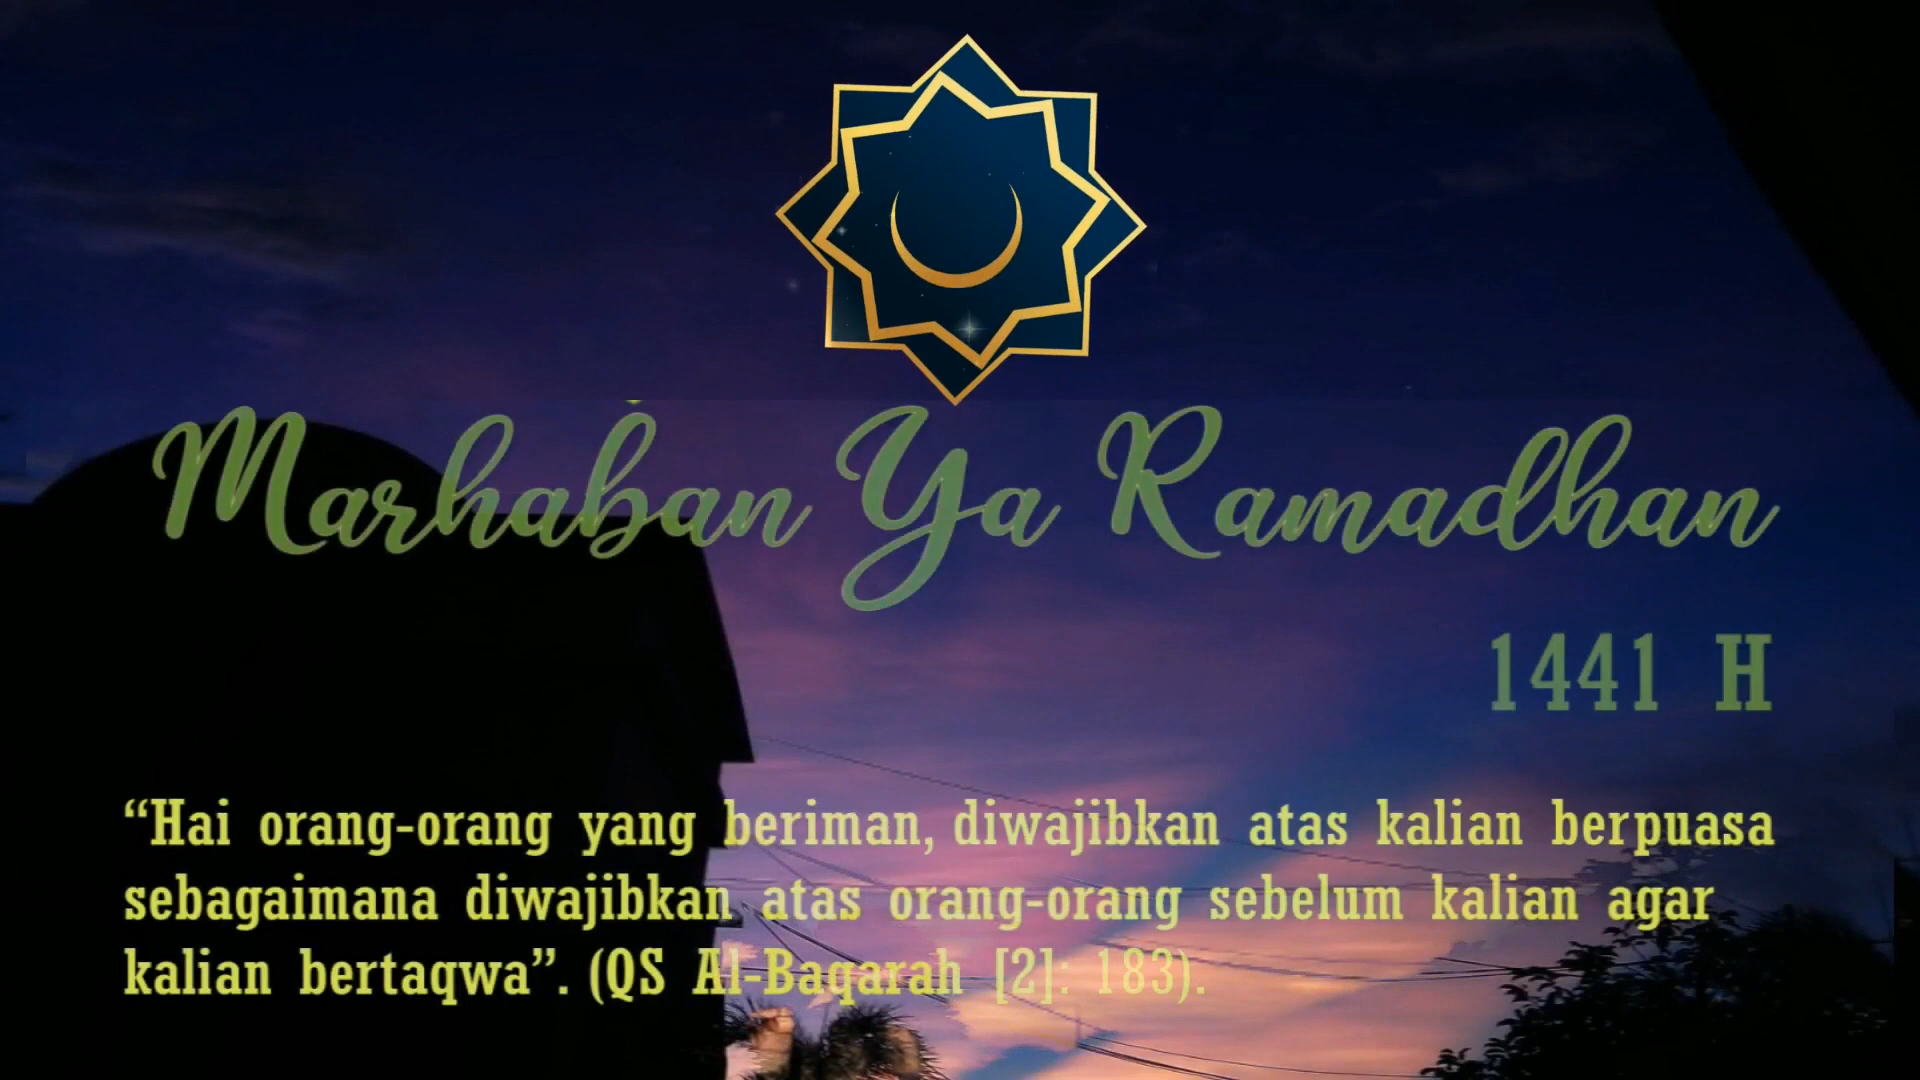 Marhaban Ya Ramadhan
1441 H
“Hai orang-orang yang beriman, diwajibkan atas kalian berpuasa
sebagaimana diwajibkan atas orang-orang sebelum kalian agar
kalian bertaqwa”. (QS Al-Baqarah [2]: 183).